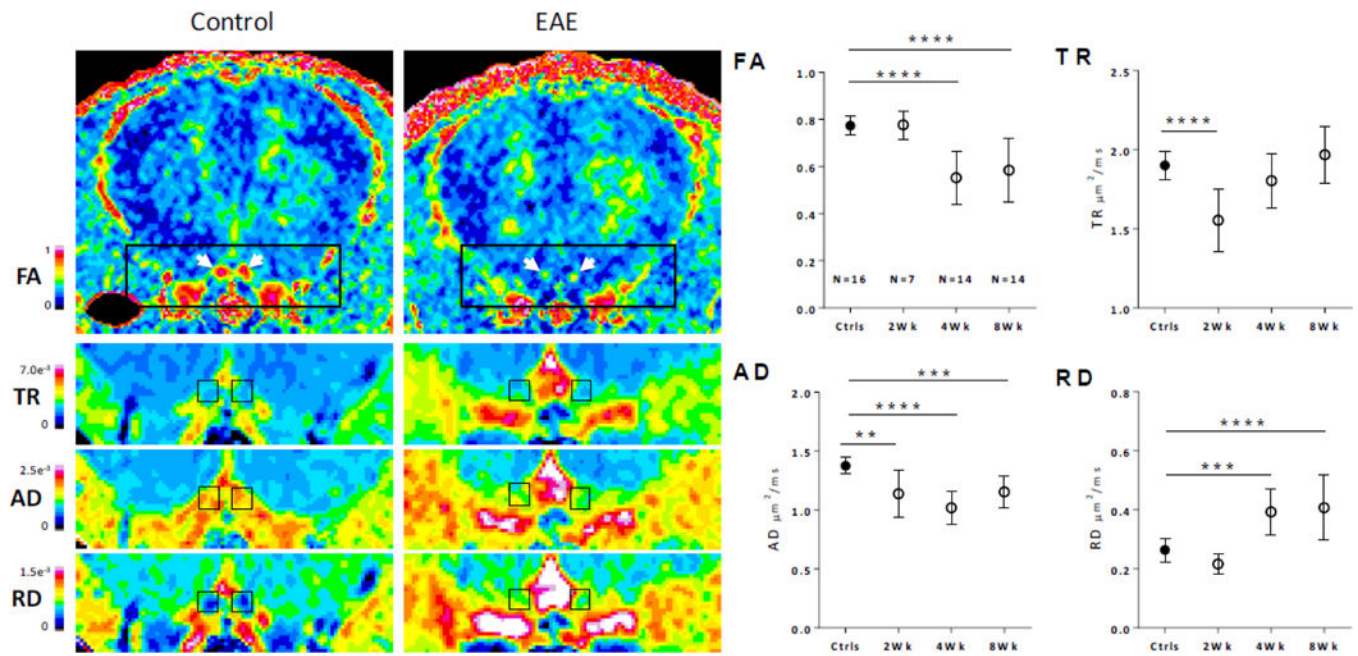 Control
EAE
FA
1
0
TR
7.0e⁻³
0
AD
2.5e⁻³
0
RD
1.5e⁻³
0
FA
****
****
1.0
0.8
0.6
0.4
0.2
0.0
N=16 N=7 N=14 N=14
Ctrls 2Wk 4Wk 8Wk
TR
TR μm²/ms
****
2.5
2.0
1.5
1.0
Ctrls 2Wk 4Wk 8Wk
AD
AD μm²/ms
***
****
**
2.0
1.5
1.0
0.5
0.0
Ctrls 2Wk 4Wk 8Wk
RD
RD μm²/ms
****
***
0.8
0.6
0.4
0.2
0.0
Ctrls 2Wk 4Wk 8Wk